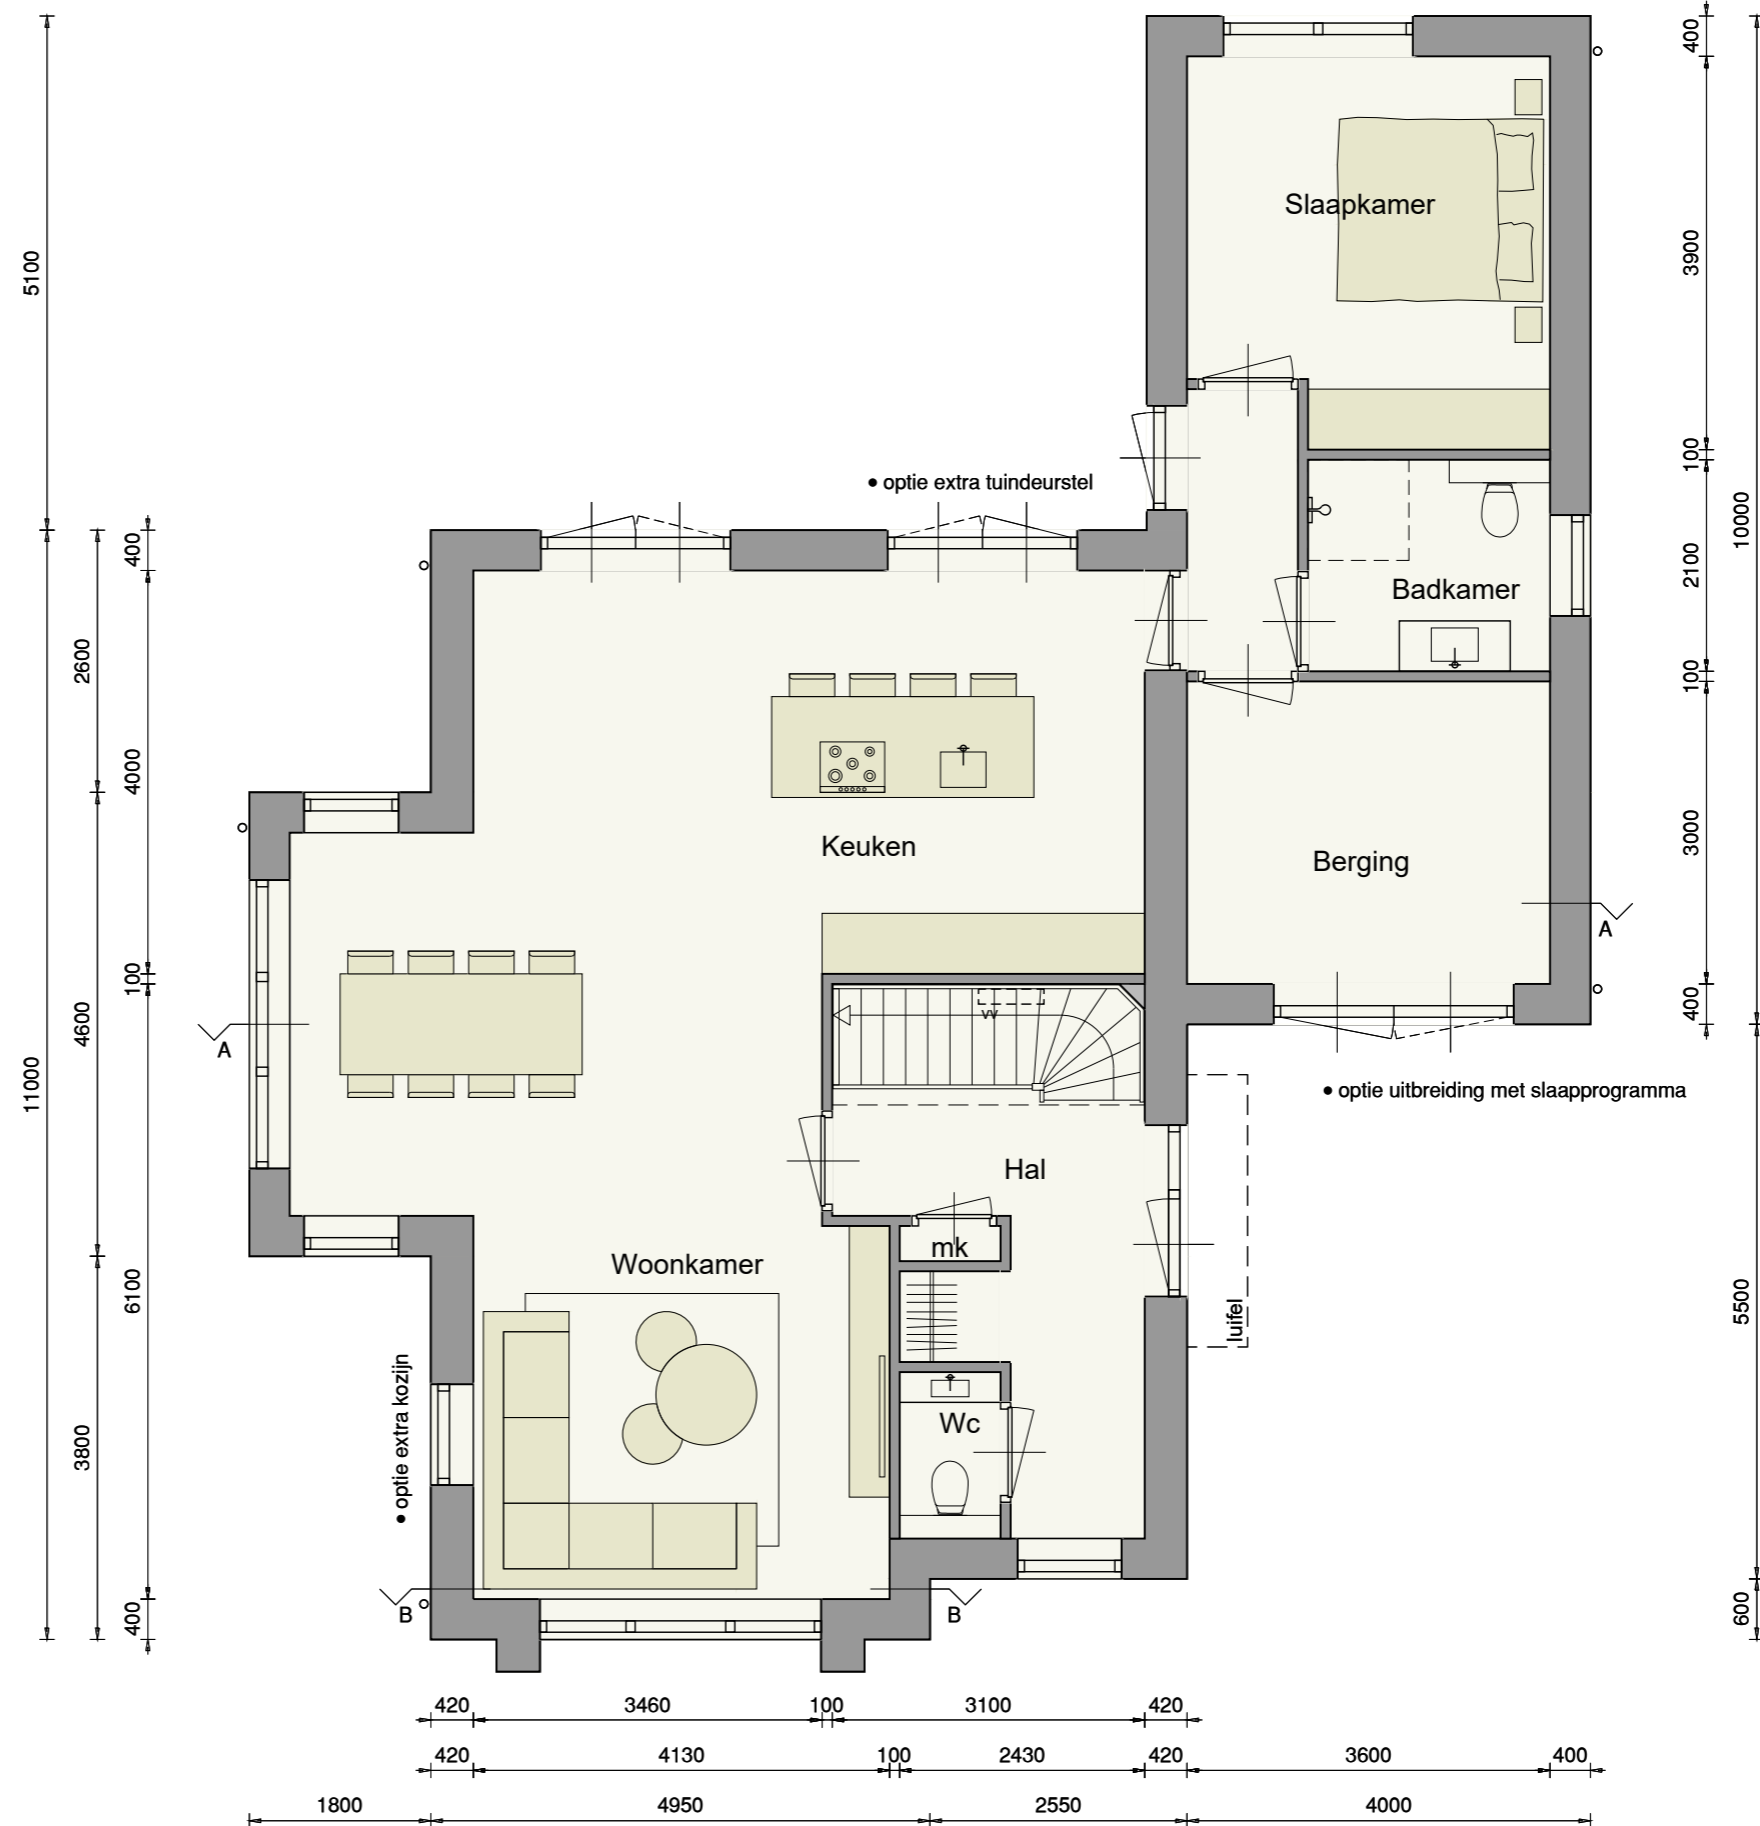 400
5100
Slaapkamer
3900
• optie extra tuindeurstel
100
10000
400
2100
Badkamer
2600
100
4000
Keuken
3000
Berging
A
100
400
vv
4600
A
11000
• optie uitbreiding met slaapprogramma
Hal
mk
Woonkamer
6100
luifel
5500
• optie extra kozijn
3800
Wc
B
B
400
600
420 3460 100 3100 420
420 4130 100 2430 420 3600 400
1800 4950 2550 4000